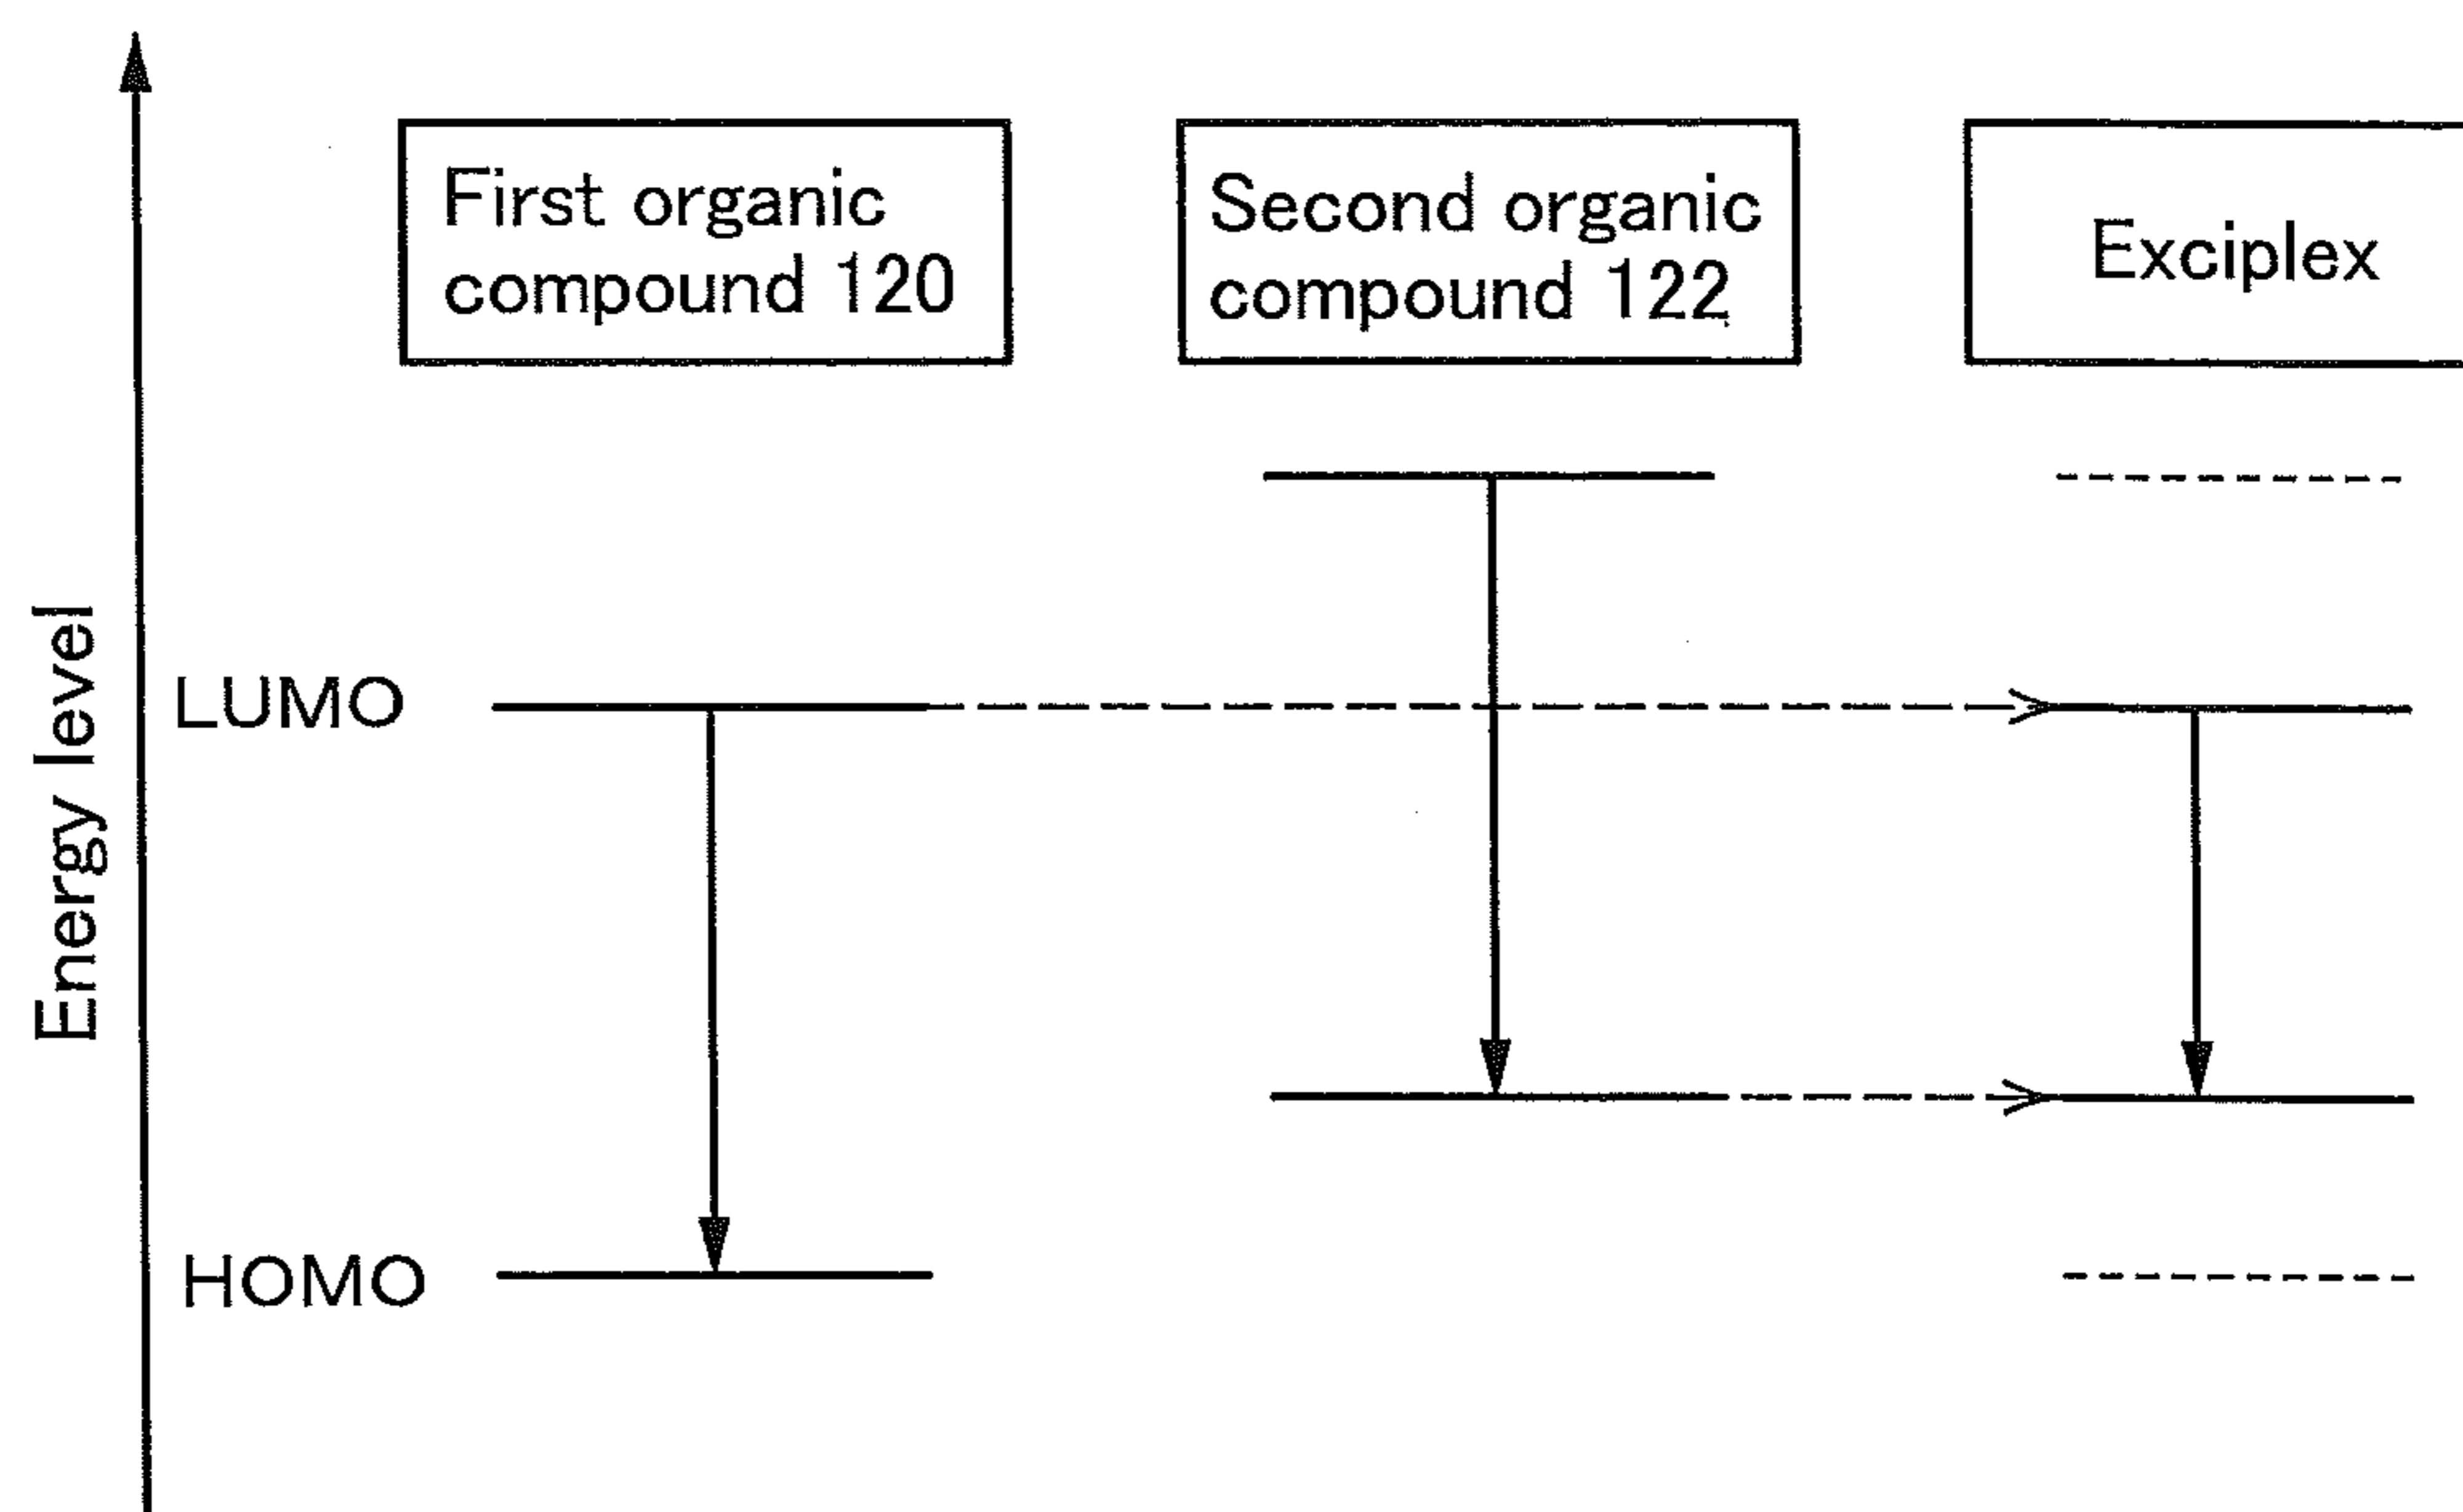 First organic
compound 120
Second organic
compound 122
Exciplex
Energy level
LUMO
HOMO